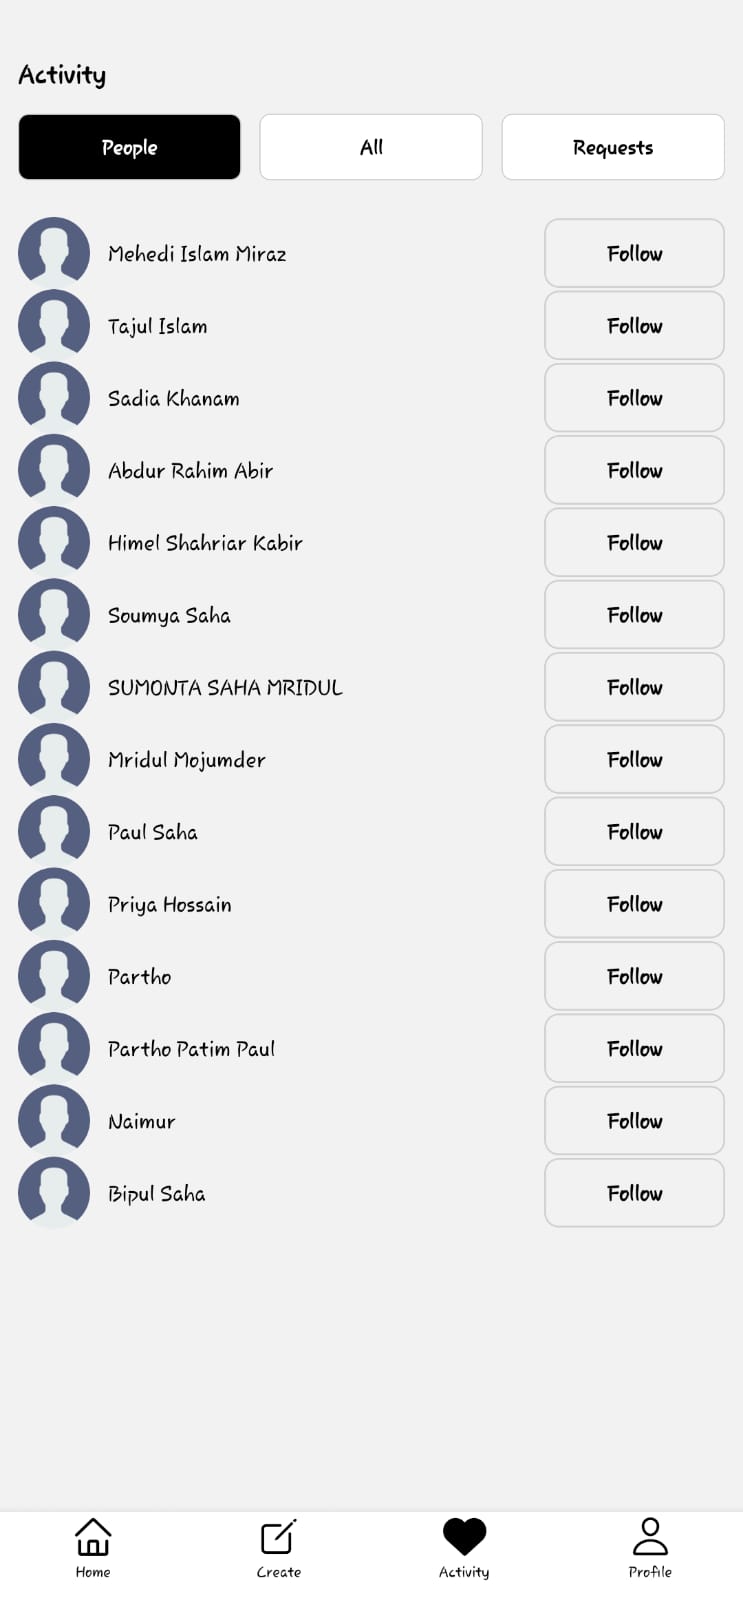 Activity
People All Requests
Mehedi Islam Miraz Follow
Tajul Islam Follow
Sadia Khanam Follow
Abdur Rahim Abir Follow
Himel Shahriar Kabir Follow
Soumya Saha Follow
SUMONTA SAHA MRIDUL Follow
Mridul Mojumder Follow
Paul Saha Follow
Priya Hossain Follow
Partho Follow
Partho Patim Paul Follow
Naimur Follow
Bipul Saha Follow
Home Create Activity Profile